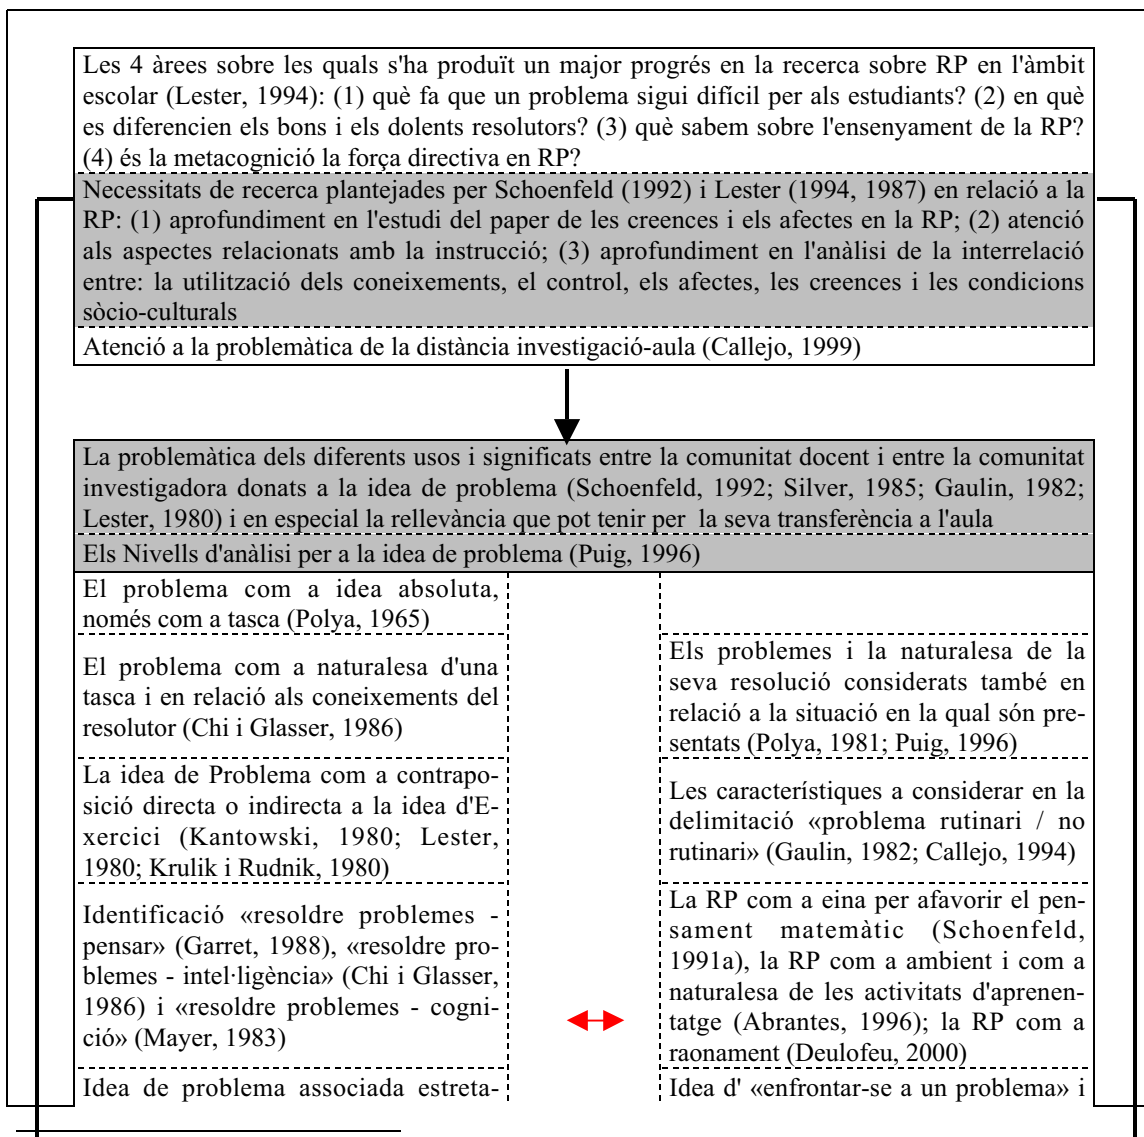 Les 4 àrees sobre les quals s'ha produït un major progrés en la recerca sobre RP en l'àmbit
escolar (Lester, 1994): (1) què fa que un problema sigui difícil per als estudiants? (2) en què
es diferencien els bons i els dolents resolutors? (3) què sabem sobre l'ensenyament de la RP?
(4) és la metacognició la força directiva en RP?
Necessitats de recerca plantejades per Schoenfeld (1992) i Lester (1994, 1987) en relació a la
RP: (1) aprofundiment en l'estudi del paper de les creences i els afectes en la RP; (2) atenció
als aspectes relacionats amb la instrucció; (3) aprofundiment en l'anàlisi de la interrelació
entre: la utilització dels coneixements, el control, els afectes, les creences i les condicions
sòcio-culturals
Atenció a la problemàtica de la distància investigació-aula (Callejo, 1999)
La problemàtica dels diferents usos i significats entre la comunitat docent i entre la comunitat
investigadora donats a la idea de problema (Schoenfeld, 1992; Silver, 1985; Gaulin, 1982;
Lester, 1980) i en especial la rellevància que pot tenir per la seva transferència a l'aula
Els Nivells d'anàlisi per a la idea de problema (Puig, 1996)
El problema com a idea absoluta,
només com a tasca (Polya, 1965)
El problema com a naturalesa d'una
tasca i en relació als coneixements del
resolutor (Chi i Glasser, 1986)
La idea de Problema com a contrapo-
sició directa o indirecta a la idea d'E-
xercici (Kantowski, 1980; Lester,
1980; Krulik i Rudnik, 1980)
Identificació «resoldre problemes -
pensar» (Garret, 1988), «resoldre pro-
blemes - intel·ligència» (Chi i Glasser,
1986) i «resoldre problemes - cogni-
ció» (Mayer, 1983)
Idea de problema associada estreta-
Els problemes i la naturalesa de la
seva resolució considerats també en
relació a la situació en la qual són pre-
sentats (Polya, 1981; Puig, 1996)
Les característiques a considerar en la
delimitació «problema rutinari / no
rutinari» (Gaulin, 1982; Callejo, 1994)
La RP com a eina per afavorir el pen-
sament matemàtic (Schoenfeld,
1991a), la RP com a ambient i com a
naturalesa de les activitats d'aprenen-
tatge (Abrantes, 1996); la RP com a
raonament (Deulofeu, 2000)
Idea d' «enfrontar-se a un problema» i